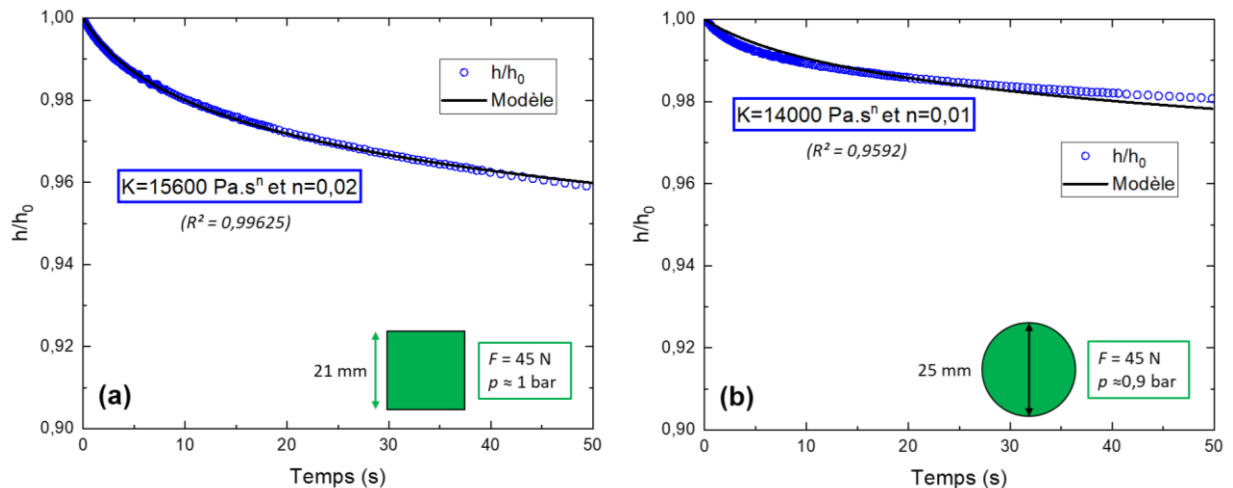 1,00
0,98
0,96
0,94
0,92
0,90
h/h0
h/h0
Modèle
K=15600 Pa.sⁿ et n=0,02
(R² = 0,99625)
21 mm
F = 45 N
p ≈ 1 bar
(a)
0
10
20
30
40
50
Temps (s)
1,00
0,98
0,96
0,94
0,92
0,90
h/h0
K=14000 Pa.sⁿ et n=0,01
(R² = 0,9592)
h/h0
Modèle
25 mm
F = 45 N
p ≈0,9 bar
(b)
0
10
20
30
40
50
Temps (s)